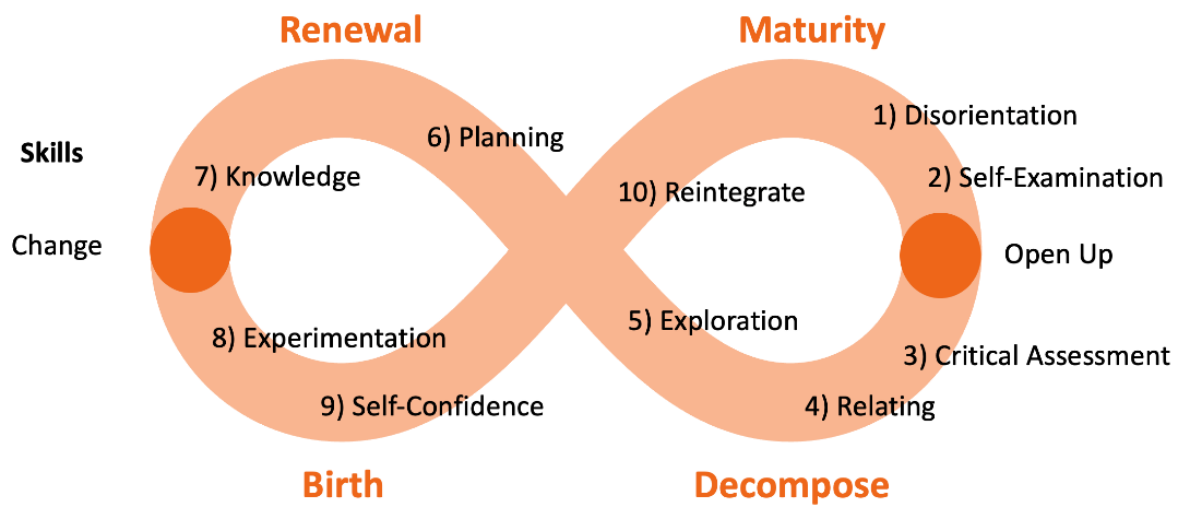 Renewal
Maturity
1) Disorientation
6) Planning
Skills
7) Knowledge
2) Self-Examination
10) Reintegrate
Change
Open Up
5) Exploration
8) Experimentation
3) Critical Assessment
9) Self-Confidence
4) Relating
Birth
Decompose